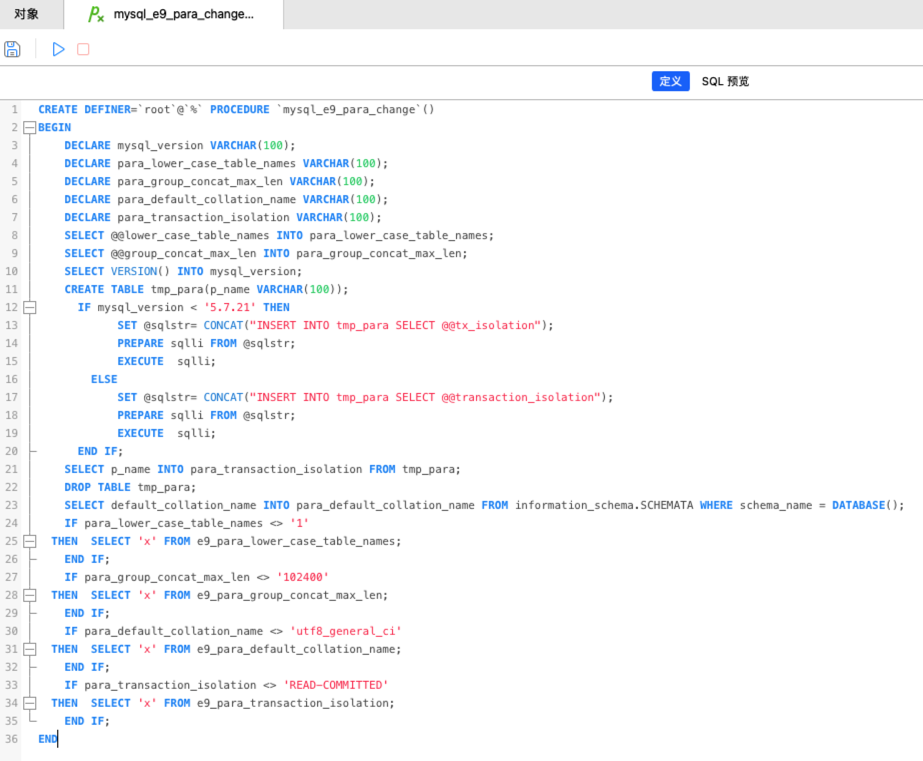 对象
mysql_e9_para_change...
定义 SQL 预览
1 CREATE DEFINER=`root`@`%` PROCEDURE `mysql_e9_para_change`()
2 BEGIN
3 DECLARE mysql_version VARCHAR(100);
4 DECLARE para_lower_case_table_names VARCHAR(100);
5 DECLARE para_group_concat_max_len VARCHAR(100);
6 DECLARE para_default_collation_name VARCHAR(100);
7 DECLARE para_transaction_isolation VARCHAR(100);
8 SELECT @@lower_case_table_names INTO para_lower_case_table_names;
9 SELECT @@group_concat_max_len INTO para_group_concat_max_len;
10 SELECT VERSION() INTO mysql_version;
11 CREATE TABLE tmp_para(p_name VARCHAR(100));
12 IF mysql_version < '5.7.21' THEN
13 SET @sqlstr= CONCAT("INSERT INTO tmp_para SELECT @@tx_isolation");
14 PREPARE sqlli FROM @sqlstr;
15 EXECUTE  sqlli;
16 ELSE
17 SET @sqlstr= CONCAT("INSERT INTO tmp_para SELECT @@transaction_isolation");
18 PREPARE sqlli FROM @sqlstr;
19 EXECUTE  sqlli;
20 END IF;
21 SELECT p_name INTO para_transaction_isolation FROM tmp_para;
22 DROP TABLE tmp_para;
23 SELECT default_collation_name INTO para_default_collation_name FROM information_schema.SCHEMATA WHERE schema_name = DATABASE();
24 IF para_lower_case_table_names <> '1'
25 THEN  SELECT 'x' FROM e9_para_lower_case_table_names;
26 END IF;
27 IF para_group_concat_max_len <> '102400'
28 THEN  SELECT 'x' FROM e9_para_group_concat_max_len;
29 END IF;
30 IF para_default_collation_name <> 'utf8_general_ci'
31 THEN  SELECT 'x' FROM e9_para_default_collation_name;
32 END IF;
33 IF para_transaction_isolation <> 'READ-COMMITTED'
34 THEN  SELECT 'x' FROM e9_para_transaction_isolation;
35 END IF;
36 END